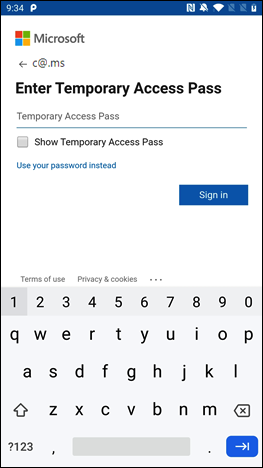 9:34
Microsoft
← c@.ms
Enter Temporary Access Pass
Temporary Access Pass
Show Temporary Access Pass
Use your password instead
Sign in
Terms of use Privacy & cookies ...
1 2 3 4 5 6 7 8 9 0
q w e r t y u i o p
a s d f g h j k l
z x c v b n m
?123 , .